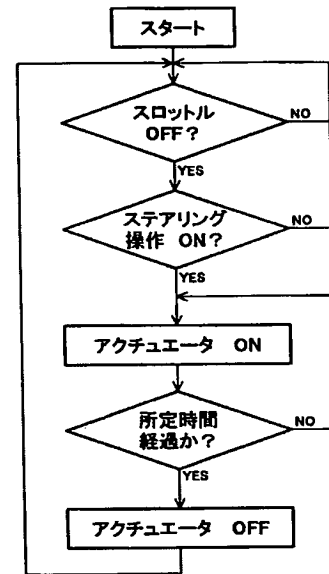 スタート
スロットル
OFF？
NO
YES
ステアリング
操作 ON？
NO
YES
アクチュエータ ON
所定時間
経過か？
NO
YES
アクチュエータ OFF